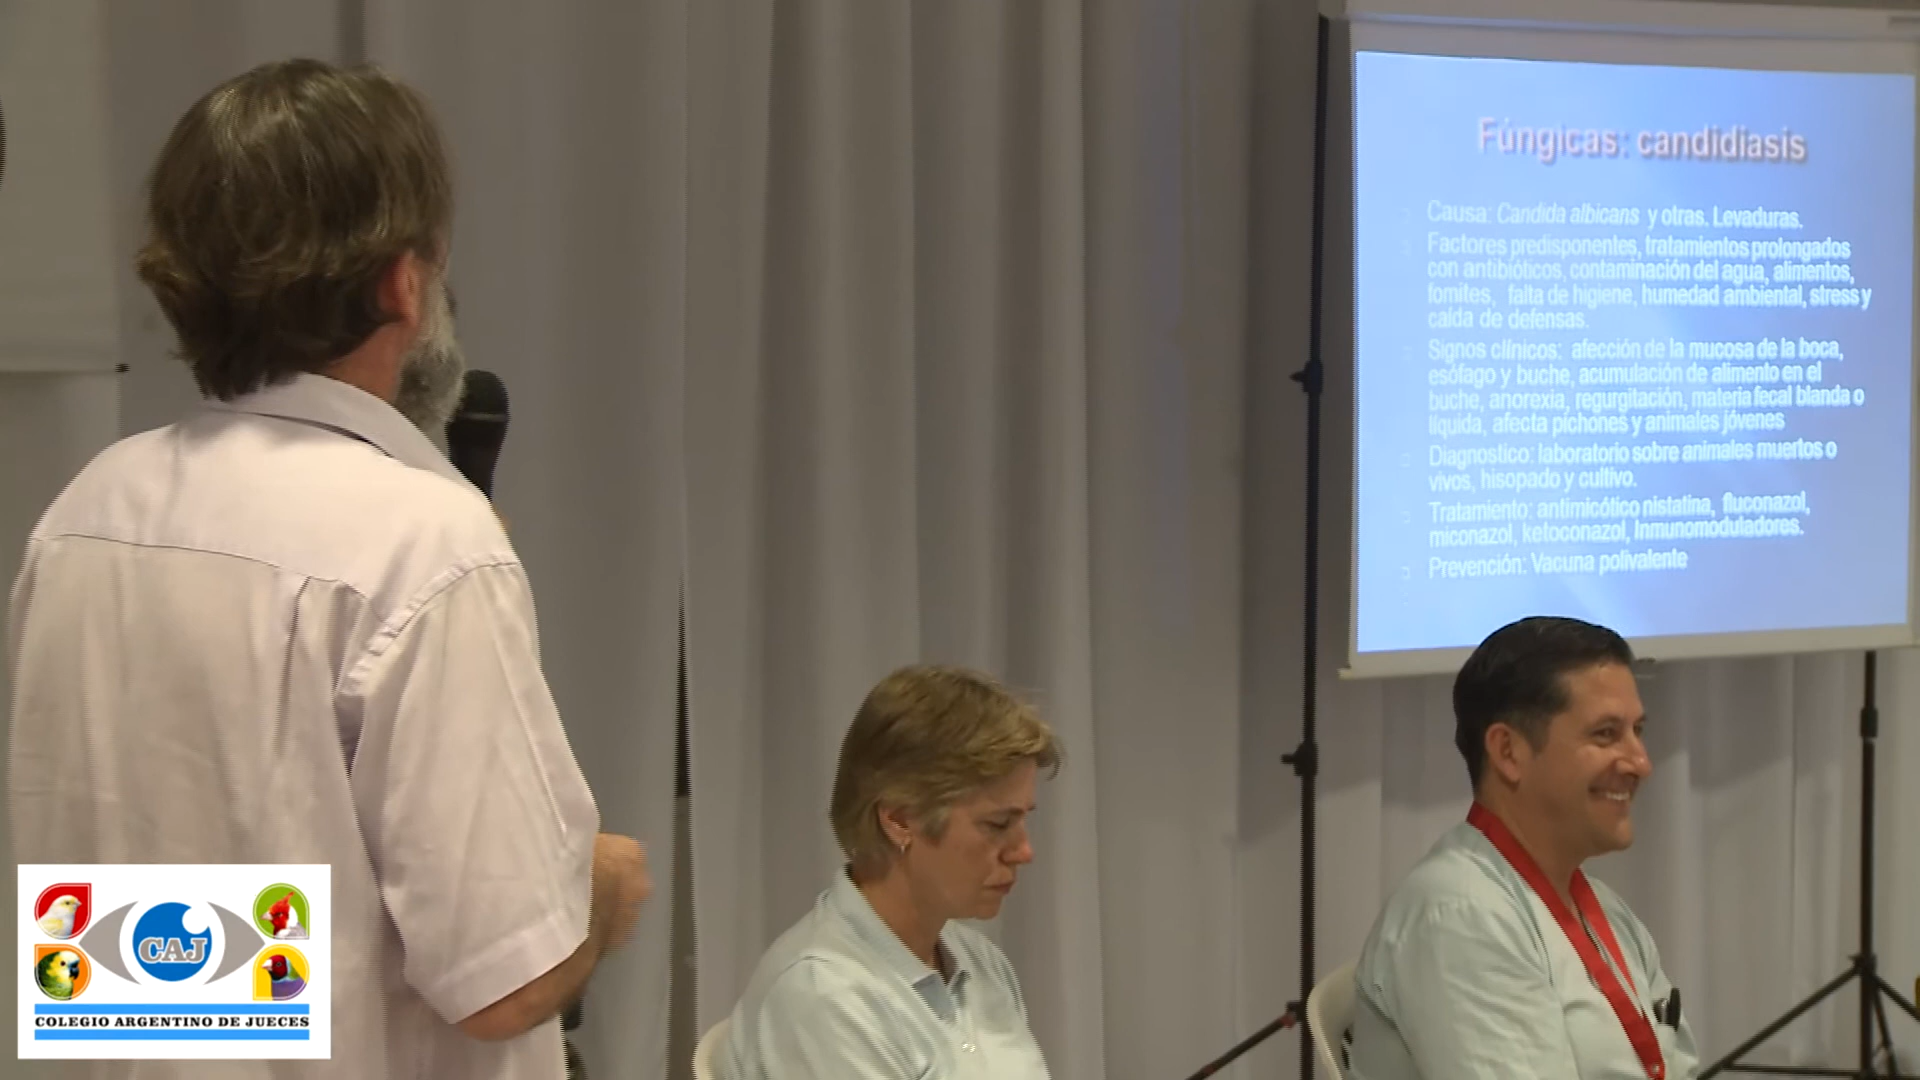 Fúngicas: candidiasis
Causa: Candida albicans y otras. Levaduras.
Factores predisponentes, tratamientos prolongados
con antibióticos, contaminación del agua, alimentos,
fomites, falta de higiene, humedad ambiental, stress y
caida de defensas.
Signos clínicos: afección de la mucosa de la boca,
esófago y buche, acumulación de alimento en el
buche, anorexia, regurgitación, materia fecal blanda o
líquida, afecta pichones y animales jóvenes
Diagnostico: laboratorio sobre animales muertos o
vivos, hisopado y cultivo.
Tratamiento: antimicótico nistatina, fluconazol,
miconazol, ketoconazol, Inmunomoduladores.
Prevención: Vacuna polivalente
CAJ
COLEGIO ARGENTINO DE JUECES